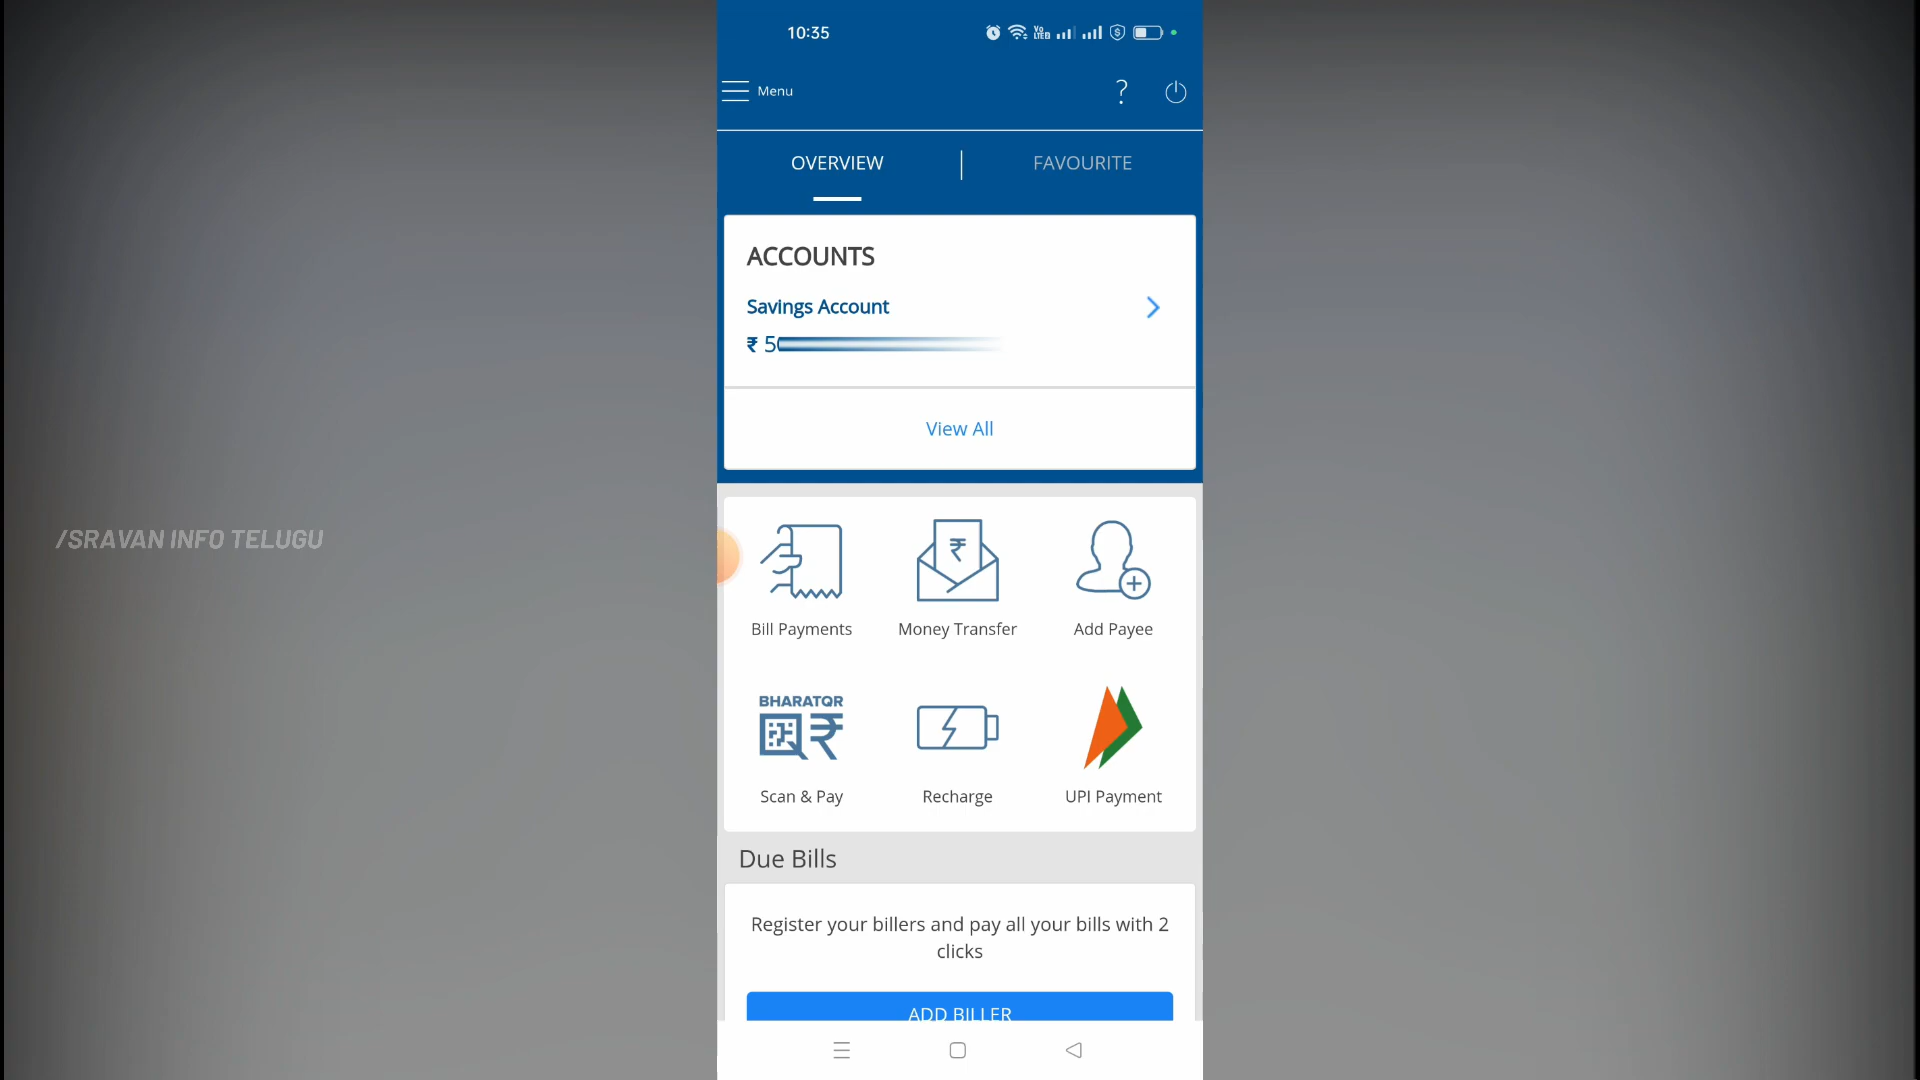 10:35
Menu
?
OVERVIEW
FAVOURITE
ACCOUNTS
Savings Account
₹ 5
View All
/SRAVAN INFO TELUGU
Bill Payments
Money Transfer
Add Payee
BHARATQR
Scan & Pay
Recharge
UPI Payment
Due Bills
Register your billers and pay all your bills with 2
clicks
ADD BILLER